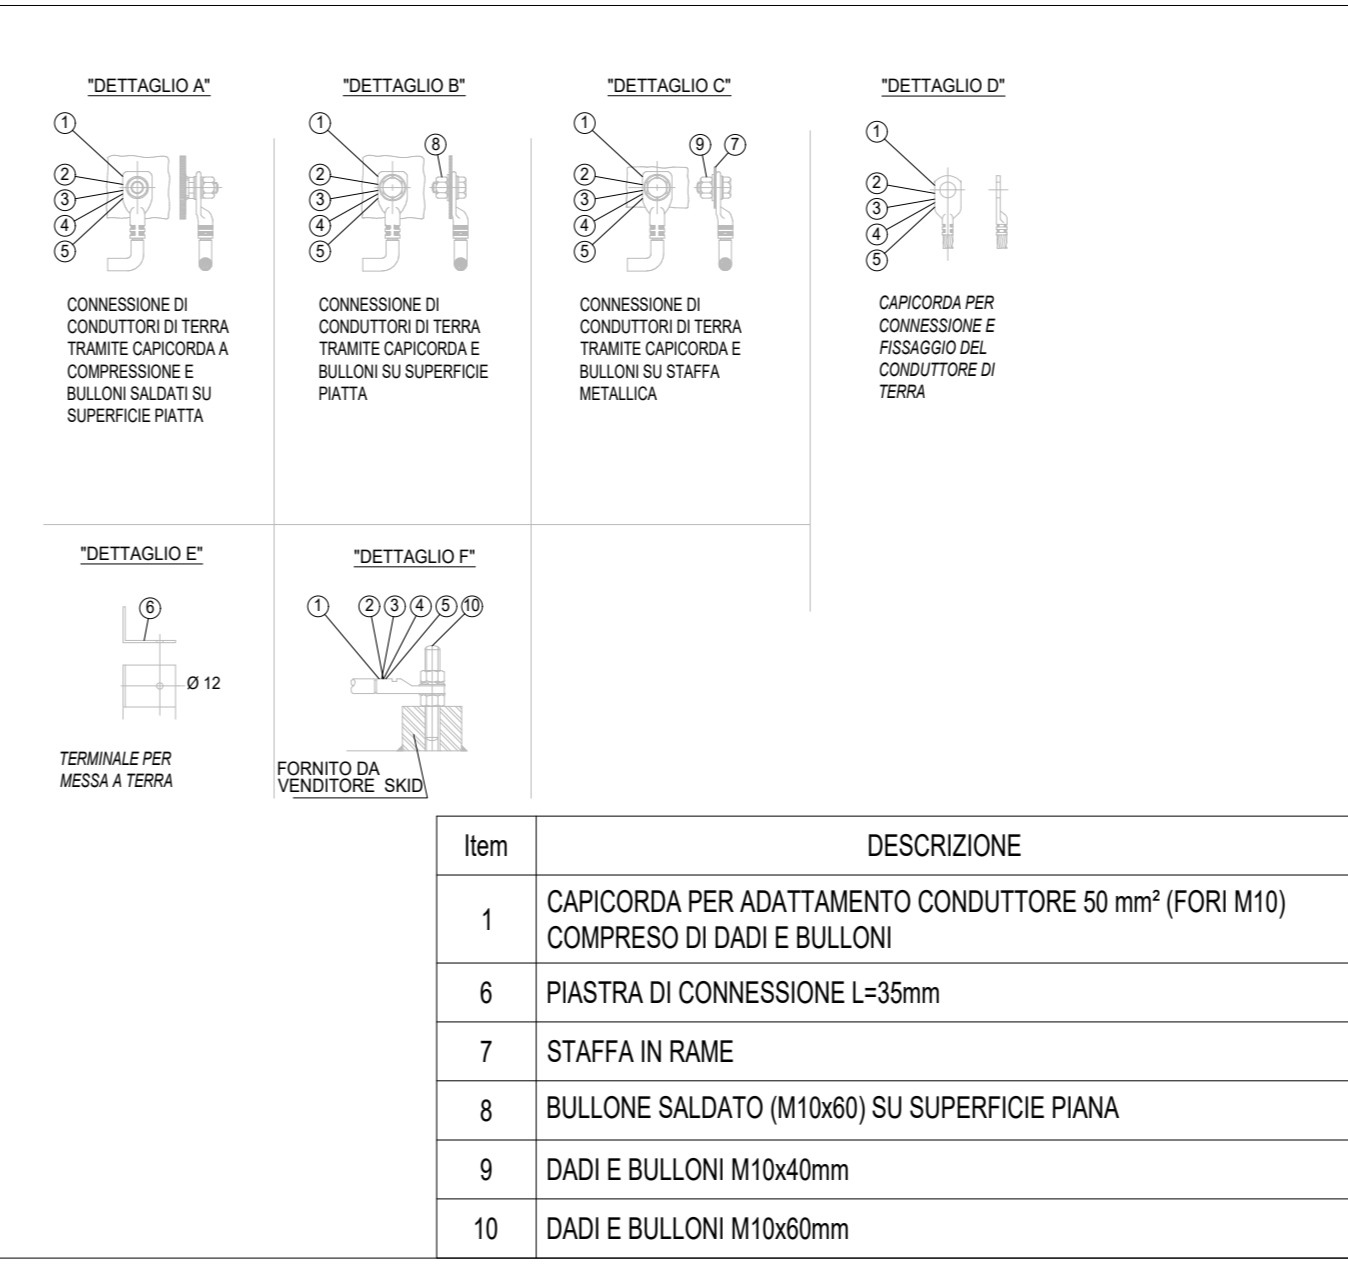 "DETTAGLIO A"
1
2
3
4
5
CONNESSIONE DI
CONDUTTORI DI TERRA
TRAMITE CAPICORDA A
COMPRESSIONE E
BULLONI SALDATI SU
SUPERFICIE PIATTA
"DETTAGLIO B"
1
8
2
3
4
5
CONNESSIONE DI
CONDUTTORI DI TERRA
TRAMITE CAPICORDA E
BULLONI SU SUPERFICIE
PIATTA
"DETTAGLIO C"
1
9 7
2
3
4
5
CONNESSIONE DI
CONDUTTORI DI TERRA
TRAMITE CAPICORDA E
BULLONI SU STAFFA
METALLICA
"DETTAGLIO D"
1
2
3
4
5
CAPICORDA PER
CONNESSIONE E
FISSAGGIO DEL
CONDUTTORE DI
TERRA
"DETTAGLIO E"
6
Ø 12
TERMINALE PER
MESSA A TERRA
"DETTAGLIO F"
1 2 3 4 5 10
FORNITO DA
VENDITORE SKID
Item DESCRIZIONE
1 CAPICORDA PER ADATTAMENTO CONDUTTORE 50 mm² (FORI M10)
COMPRESO DI DADI E BULLONI
6 PIASTRA DI CONNESSIONE L=35mm
7 STAFFA IN RAME
8 BULLONE SALDATO (M10x60) SU SUPERFICIE PIANA
9 DADI E BULLONI M10x40mm
10 DADI E BULLONI M10x60mm